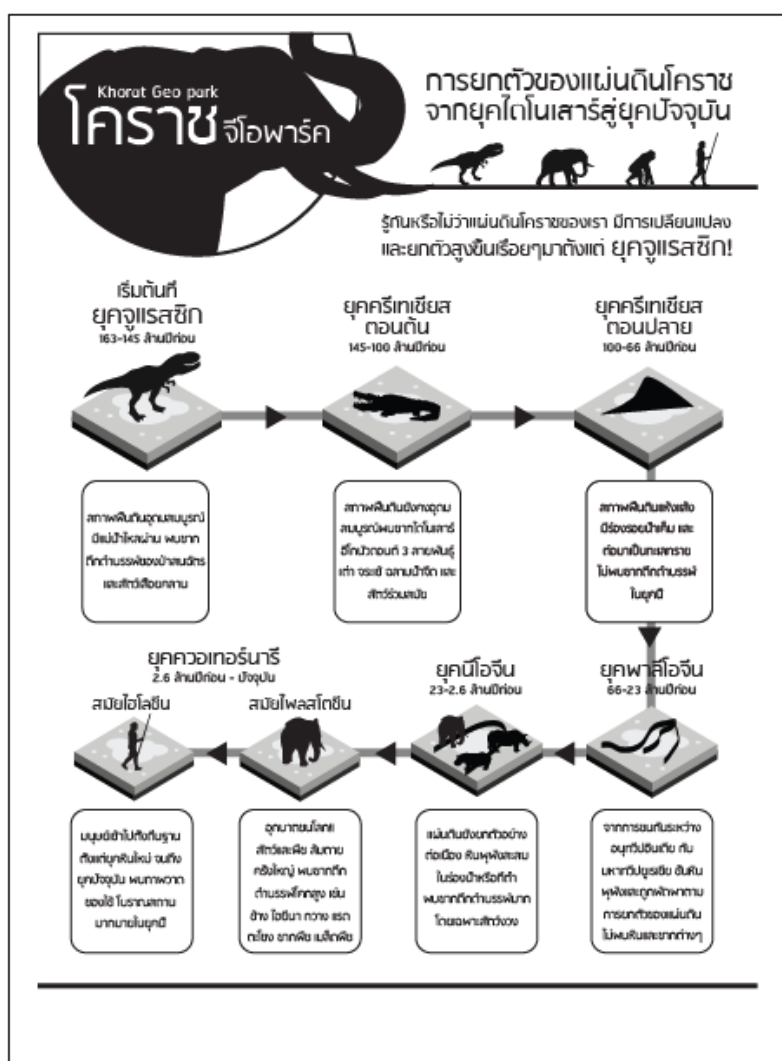 Khorat Geo park
โคราช จีโอพาร์ค
การยกตัวของแผ่นดินโคราช
จากยุคไดโนเสาร์สู่ยุคปัจจุบัน
รู้กันหรือไม่ว่าแผ่นดินโคราชของเรา มีการเปลี่ยนแปลง
และยกตัวสูงขึ้นเรื่อยๆมาตั้งแต่ ยุคจูแรสซิก!
เริ่มต้นที่
ยุคจูแรสซิก
163-145 ล้านปีก่อน
สภาพพื้นดินอุดมสมบูรณ์
มีแม่น้ำไหลผ่าน พบซาก
ดึกดำบรรพ์ของป่าสนฉัตร
และสัตว์เลื้อยคลาน
ยุคครีเทเชียส
ตอนต้น
145-100 ล้านปีก่อน
สภาพพื้นดินยังคงอุดม
สมบูรณ์พบซากไดโนเสาร์
อิกัวโนดอนต์ 3 สายพันธุ์
เต่า จระเข้ ฉลามน้ำจืด และ
สัตว์ร่วมสมัย
ยุคครีเทเชียส
ตอนปลาย
100-66 ล้านปีก่อน
สภาพพื้นดินแห้งแล้ง
มีร่องรอยน้ำเค็ม และ
ต่อมาเป็นทะเลทราย
ไม่พบซากดึกดำบรรพ์
ในยุคนี้
ยุคพาลีโอจีน
66-23 ล้านปีก่อน
จากการชนกันระหว่าง
อนุทวีปอินเดีย กับ
มหาทวีปยูเรเซีย ชั้นหิน
ผุพังและถูกพัดพาตาม
การยกตัวของแผ่นดิน
ไม่พบหินและซากต่างๆ
ยุคนีโอจีน
23-2.6 ล้านปีก่อน
แผ่นดินยังยกตัวอย่าง
ต่อเนื่อง หินผุพังสะสม
ในร่องน้ำหรือที่ต่ำ
พบซากดึกดำบรรพ์มาก
โดยเฉพาะสัตว์งวง
ยุคควอเทอร์นารี
2.6 ล้านปีก่อน - ปัจจุบัน
สมัยไพลสโตซีน
อุกาบาตชนโลก!!
สัตว์และพืช ล้มตาย
ครั้งใหญ่ พบซากดึก
ดำบรรพ์โคกสูง เช่น
ช้าง ไฮยีนา กวาง แรด
ตะโขง ซากพืช เมล็ดพืช
สมัยไฮโลซีน
มนุษย์เข้าไปตั้งถิ่นฐาน
ตั้งแต่ยุคหินใหม่ จนถึง
ยุคปัจจุบัน พบภาพวาด
ของใช้ โบราณสถาน
มากมายในยุคนี้